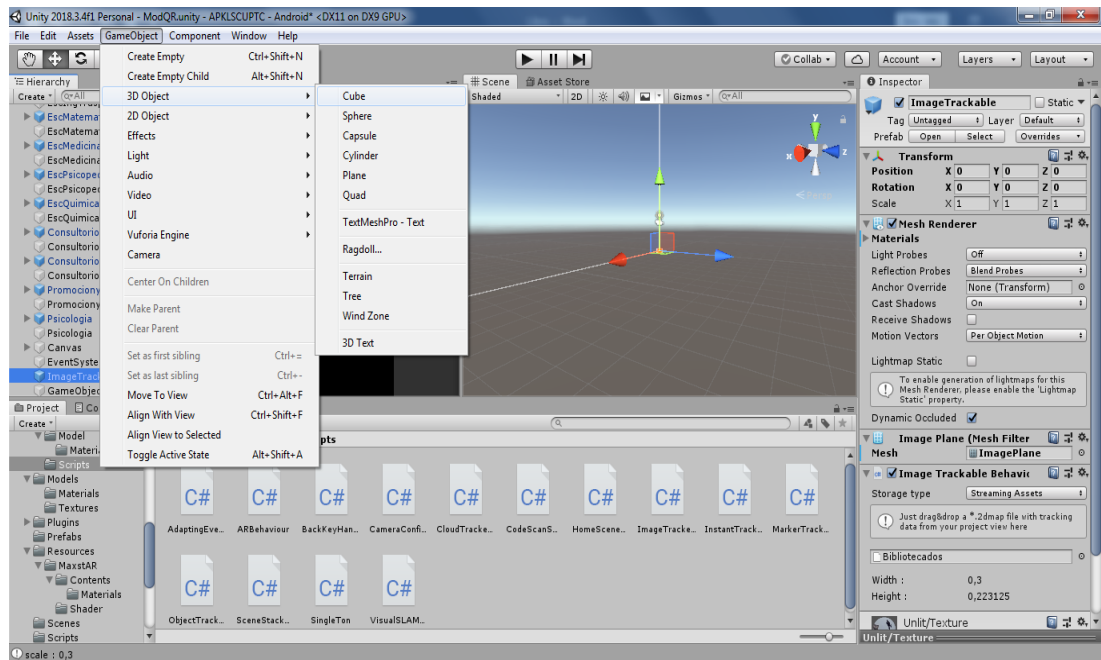 Unity 2018.3.4f1 Personal - ModQR.unity - APKLSCUPTC - Android* <DX11 on DX9 GPU>
File Edit Assets GameObject Component Window Help
Collab Account Layers Layout
Create Empty Ctrl+Shift+N
Create Empty Child Alt+Shift+N
3D Object
2D Object
Effects
Light
Audio
Video
UI
Vuforia Engine
Camera
Center On Children
Make Parent
Clear Parent
Set as first sibling Ctrl+=
Set as last sibling Ctrl+-
Move To View Ctrl+Alt+F
Align With View Ctrl+Shift+F
Align View to Selected
Toggle Active State Alt+Shift+A
Cube
Sphere
Capsule
Cylinder
Plane
Quad
TextMeshPro - Text
Ragdoll...
Terrain
Tree
Wind Zone
3D Text
Hierarchy
Create All
EscMatema
EscMatema
EscMedicina
EscMedicina
EscPsicoped
EscPsicoped
EscQuimica
EscQuimica
Consultorio
Consultorio
Consultorio
Consultorio
Promociony
Promociony
Psicologia
Psicologia
Canvas
EventSyste
ImageTrack
GameObjec
Scene Asset Store
Shaded 2D Gizmos All
y
x z
Persp
Inspector
ImageTrackable Static
Tag Untagged Layer Default
Prefab Open Select Overrides
Transform
Position X 0 Y 0 Z 0
Rotation X 0 Y 0 Z 0
Scale X 1 Y 1 Z 1
Mesh Renderer
Materials
Light Probes Off
Reflection Probes Blend Probes
Anchor Override None (Transform)
Cast Shadows On
Receive Shadows
Motion Vectors Per Object Motion
Lightmap Static
To enable generation of lightmaps for this
Mesh Renderer, please enable the 'Lightmap
Static' property.
Dynamic Occluded
Image Plane (Mesh Filter
Mesh ImagePlane
Image Trackable Behavic
Storage type Streaming Assets
Just drag&drop a *.2dmap file with tracking
data from your project view here
Bibliotecados
Width : 0,3
Height : 0,223125
Unlit/Texture
Unlit/Texture
Project Co
Create
Model
Materi
Scripts
Models
Materials
Textures
Plugins
Prefabs
Resources
MaxstAR
Contents
Materials
Shader
Scenes
Scripts
pts
C# C# C# C# C# C# C# C# C# C#
AdaptingEve... ARBehaviour BackKeyHan... CameraConfi... CloudTracke... CodeScanS... HomeScene... ImageTracke... InstantTrack... MarkerTrack...
C# C# C# C#
ObjectTrack... SceneStack... SingleTon VisualSLAM...
scale : 0,3